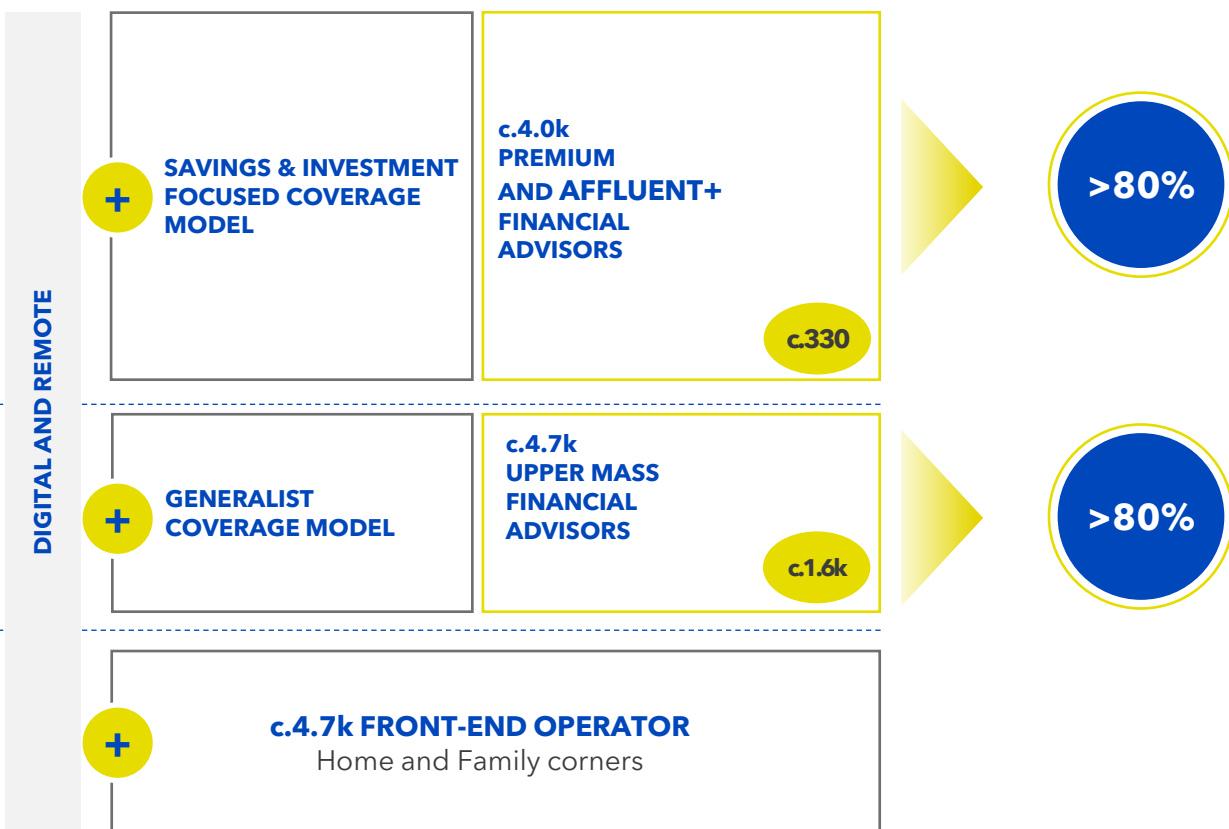 DIGITAL AND REMOTE
+
SAVINGS & INVESTMENT
FOCUSED COVERAGE
MODEL
c.4.0k
PREMIUM
AND AFFLUENT+
FINANCIAL
ADVISORS
c.330
>80%
+
GENERALIST
COVERAGE MODEL
c.4.7k
UPPER MASS
FINANCIAL
ADVISORS
c.1.6k
>80%
+
c.4.7k FRONT-END OPERATOR
Home and Family corners